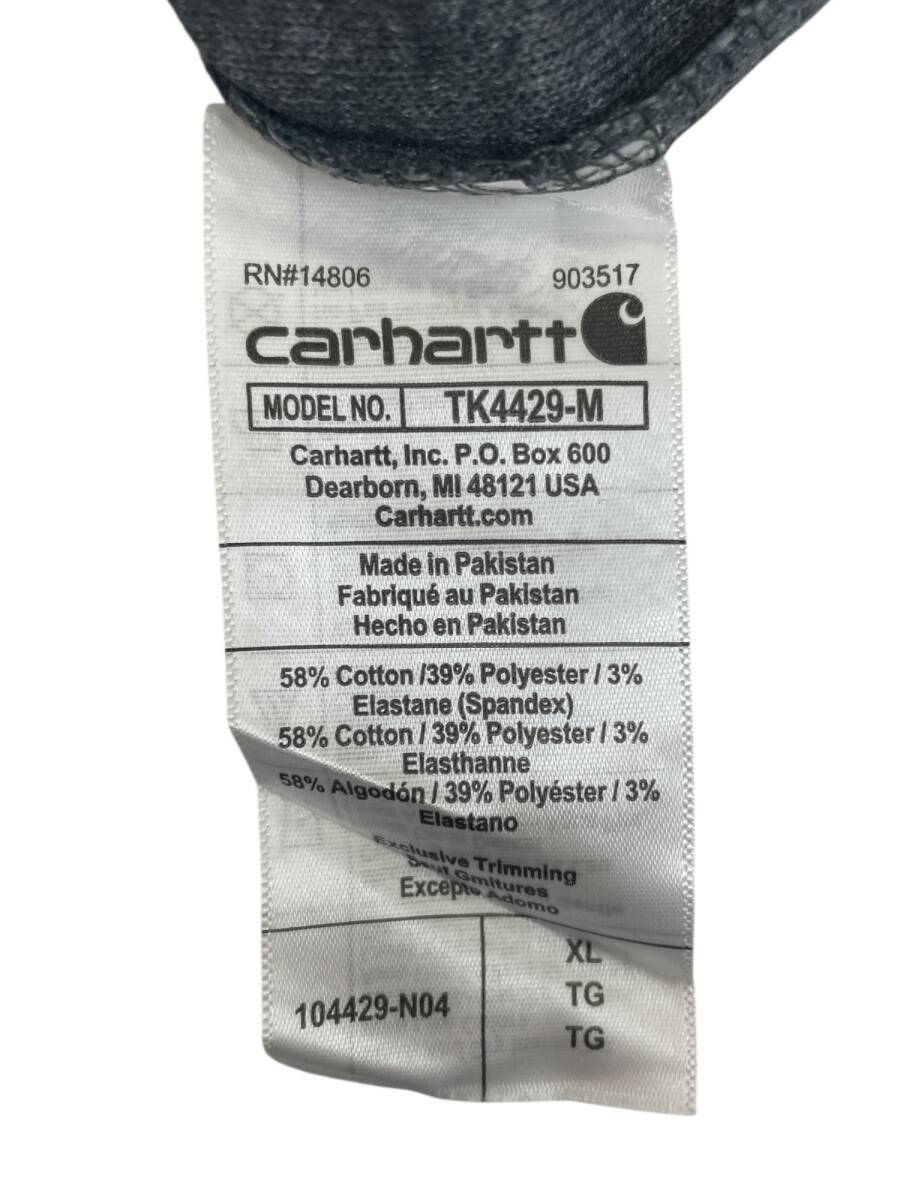 RN#14806 903517
carhartt
MODEL NO. TK4429-M
Carhartt, Inc. P.O. Box 600
Dearborn, MI 48121 USA
Carhartt.com
Made in Pakistan
Fabriqué au Pakistan
Hecho en Pakistan
58% Cotton /39% Polyester / 3%
Elastane (Spandex)
58% Cotton / 39% Polyester / 3%
Elasthanne
58% Algodón / 39% Polyéster / 3%
Elastano
Exclusive Trimming
Gmitures
Excepto Adorno
104429-N04
XL
TG
TG